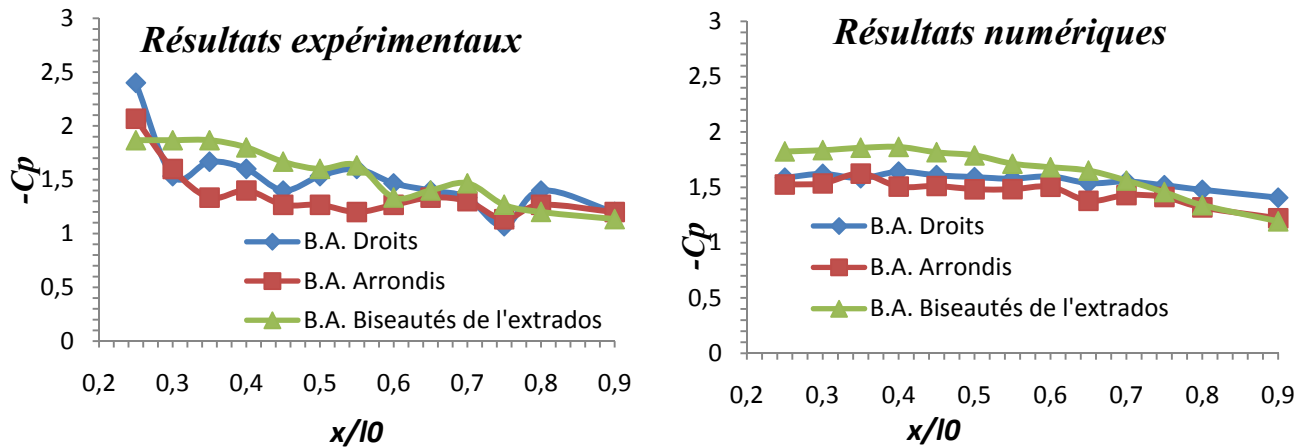 Résultats expérimentaux
3
2,5
2
1,5
1
0,5
0
-Cp
B.A. Droits
B.A. Arrondis
B.A. Biseautés de l'extrados
0,2 0,3 0,4 0,5 0,6 0,7 0,8 0,9
x/l0
Résultats numériques
3
2,5
2
1,5
1
0,5
0
-Cp
B.A. Droits
B.A. Arrondis
B.A. Biseautés de l'extrados
0,2 0,3 0,4 0,5 0,6 0,7 0,8 0,9
x/l0